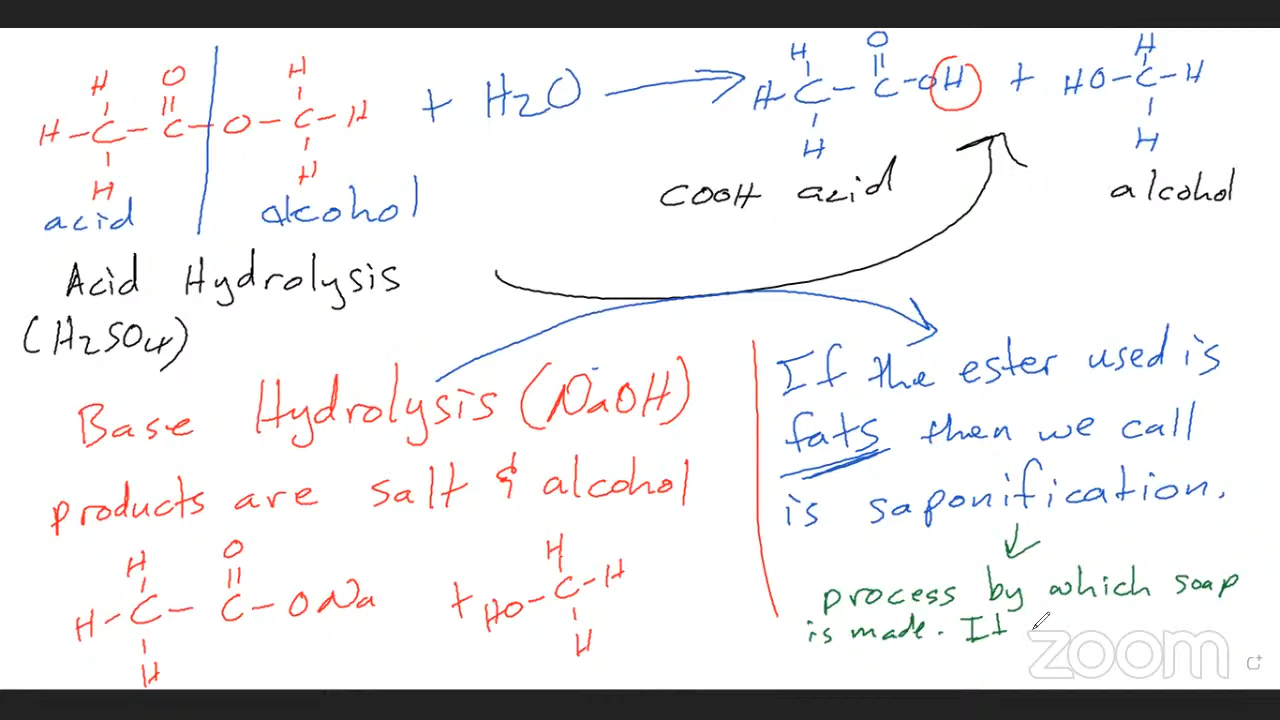 H O H H O H
H-C-C-O-C-H + H2O → H-C-C-OH + HO-C-H
H H H H
acid alcohol COOH acid alcohol
Acid Hydrolysis
(H2SO4)
Base Hydrolysis (NaOH)
products are salt & alcohol
H O H
H-C-C-ONa + HO-C-H
H H
If the ester used is
fats then we call
is saponification.
process by which soap
is made. It
zoom